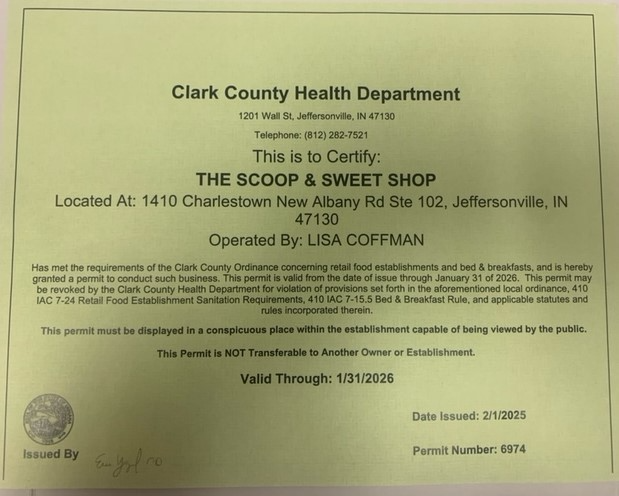 Clark County Health Department
1201 Wall St, Jeffersonville, IN 47130
Telephone: (812) 282-7521
This is to Certify:
THE SCOOP & SWEET SHOP
Located At: 1410 Charlestown New Albany Rd Ste 102, Jeffersonville, IN
47130
Operated By: LISA COFFMAN
Has met the requirements of the Clark County Ordinance concerning retail food establishments and bed & breakfasts, and is hereby
granted a permit to conduct such business. This permit is valid from the date of issue through January 31 of 2026. This permit may
be revoked by the Clark County Health Department for violation of provisions set forth in the aforementioned local ordinance, 410
IAC 7-24 Retail Food Establishment Sanitation Requirements, 410 IAC 7-15.5 Bed & Breakfast Rule, and applicable statutes and
rules incorporated therein.
This permit must be displayed in a conspicuous place within the establishment capable of being viewed by the public.
This Permit is NOT Transferable to Another Owner or Establishment.
Valid Through: 1/31/2026
Date Issued: 2/1/2025
Issued By
Permit Number: 6974